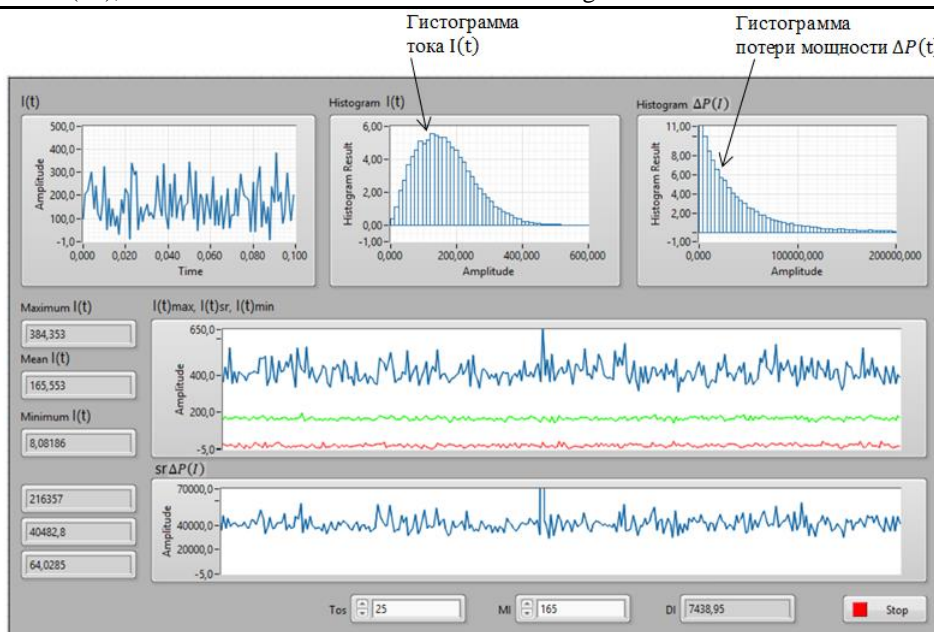 Гистограмма
тока I(t)
Гистограмма
потери мощности ΔP(t)
I(t)
500,0
400,0
300,0
200,0
100,0
-1,0
Amplitude
0,000 0,020 0,040 0,060 0,080 0,100
Time
Histogram I(t)
6,00
4,00
2,00
0,00
-1,00
Histogram Result
0,000 200,000 400,000 600,000
Amplitude
Histogram ΔP(I)
11,00
8,00
6,00
4,00
2,00
-1,00
Histogram Result
0,000 100000,000 200000,000
Amplitude
Maximum I(t)
384,353
Mean I(t)
165,553
Minimum I(t)
8,08186
I(t)max, I(t)sr, I(t)min
650,0
400,0
200,0
-5,0
Amplitude
216357
40482,8
64,0285
sr ΔP(I)
70000,0
40000,0
20000,0
-5,0
Amplitude
Tos 25 MI 165 DI 7438,95 Stop